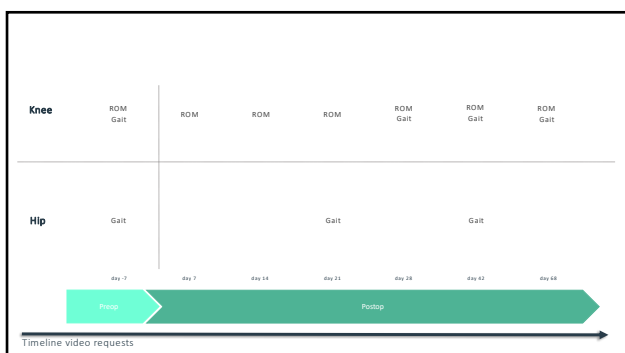 Knee
ROM
Gait
ROM
ROM
ROM
ROM
Gait
ROM
Gait
ROM
Gait
Hip
Gait
Gait
Gait
day -7
day 7
day 14
day 21
day 28
day 42
day 68
Preop
Postop
Timeline video requests